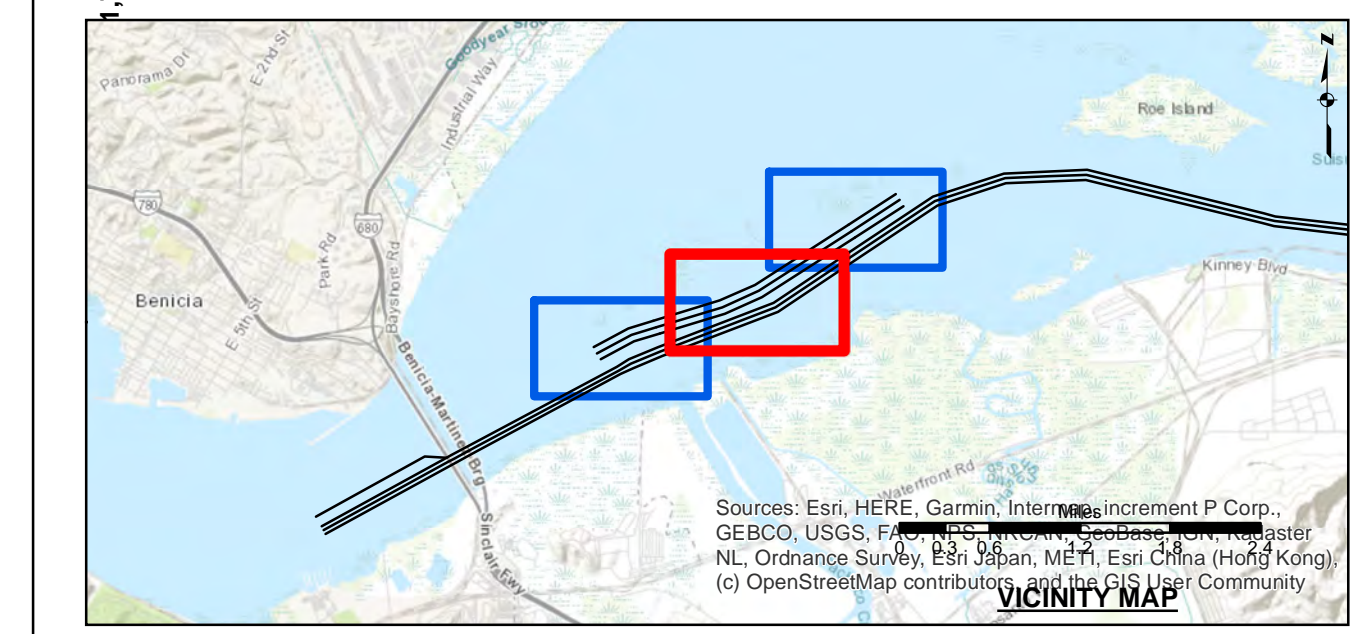 Goodyear Slou
E 2nd St
Panorama Dr
Industrial Way
N
Roe Island
Suis
780
680
Park Rd
Bayshore Rd
Kinney Blvd
Benicia
E 5th St
Benicia-Martinez Brg
Waterfront Rd
Sinclair Fwy
Sources: Esri, HERE, Garmin, Intermap, increment P Corp.,
Miles
GEBCO, USGS, FAO, NPS, NRCAN, GeoBase, IGN, Kadaster
0 0.3 0.6 1.2 1.8 2.4
NL, Ordnance Survey, Esri Japan, METI, Esri China (Hong Kong),
(c) OpenStreetMap contributors, and the GIS User Community
VICINITY MAP